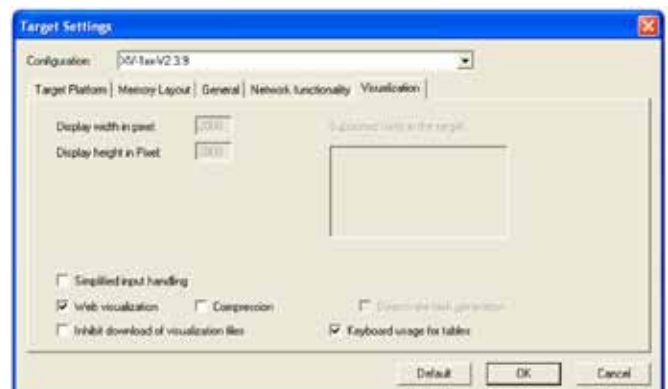 Target Settings
Configuration: XV-1xx-V2.3.9
Target Platform Memory Layout General Network functionality Visualization
Display width in pixel:
Supported fonts in the target:
Display height in Pixel:
Simplified input handling
Web visualization Compression
Inhibit download of visualization files Keyboard usage for tables
Default OK Cancel